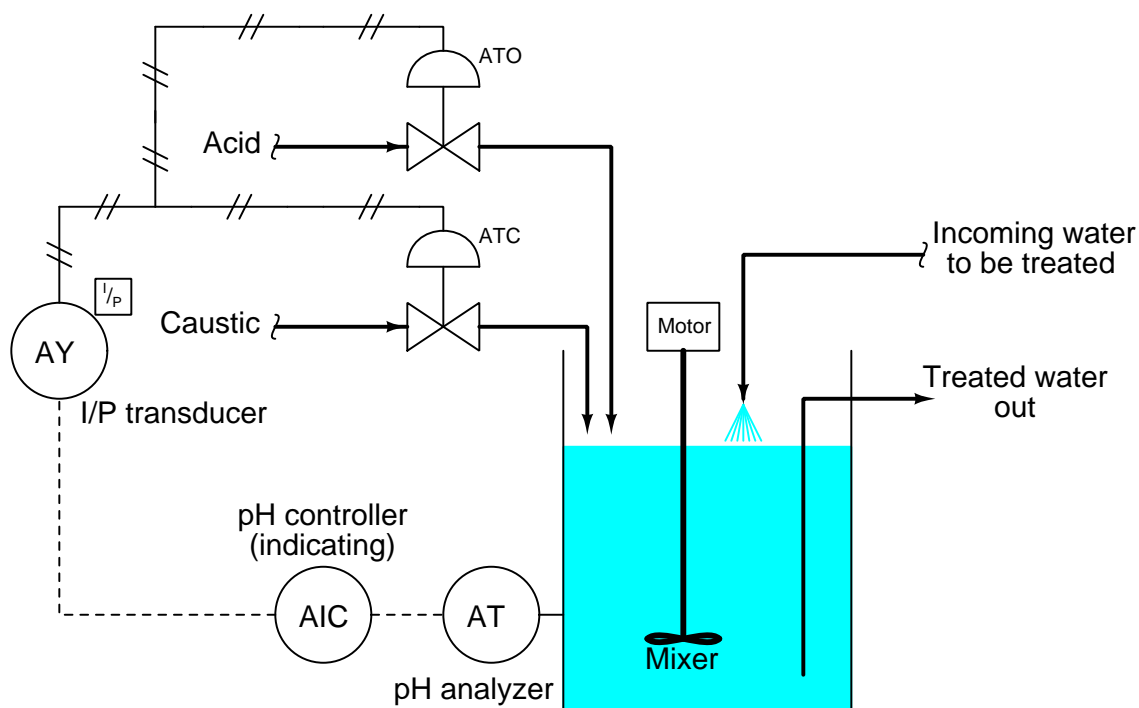 ATO
Acid
ATC
Incoming water
to be treated
I/P
Caustic
Motor
AY
Treated water
out
I/P transducer
pH controller
(indicating)
AIC
AT
Mixer
pH analyzer